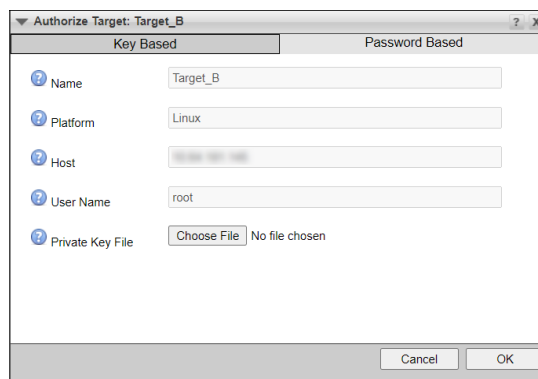 Authorize Target: Target_B ? X
Key Based Password Based
? Name Target_B
? Platform Linux
? Host
? User Name root
? Private Key File Choose File No file chosen
Cancel OK